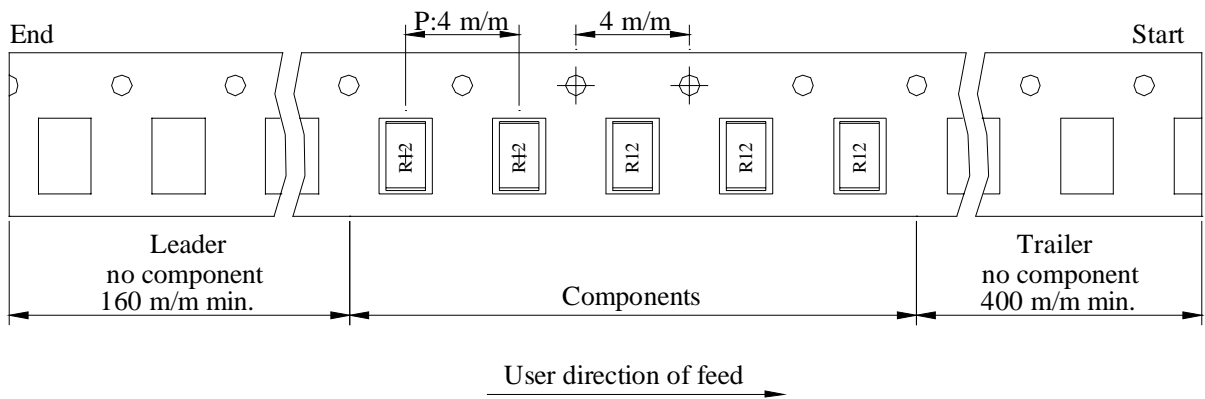 P:4 m/m
4 m/m
End
Start
R12
R12
R12
R12
R12
Leader
no component
160 m/m min.
Components
Trailer
no component
400 m/m min.
User direction of feed